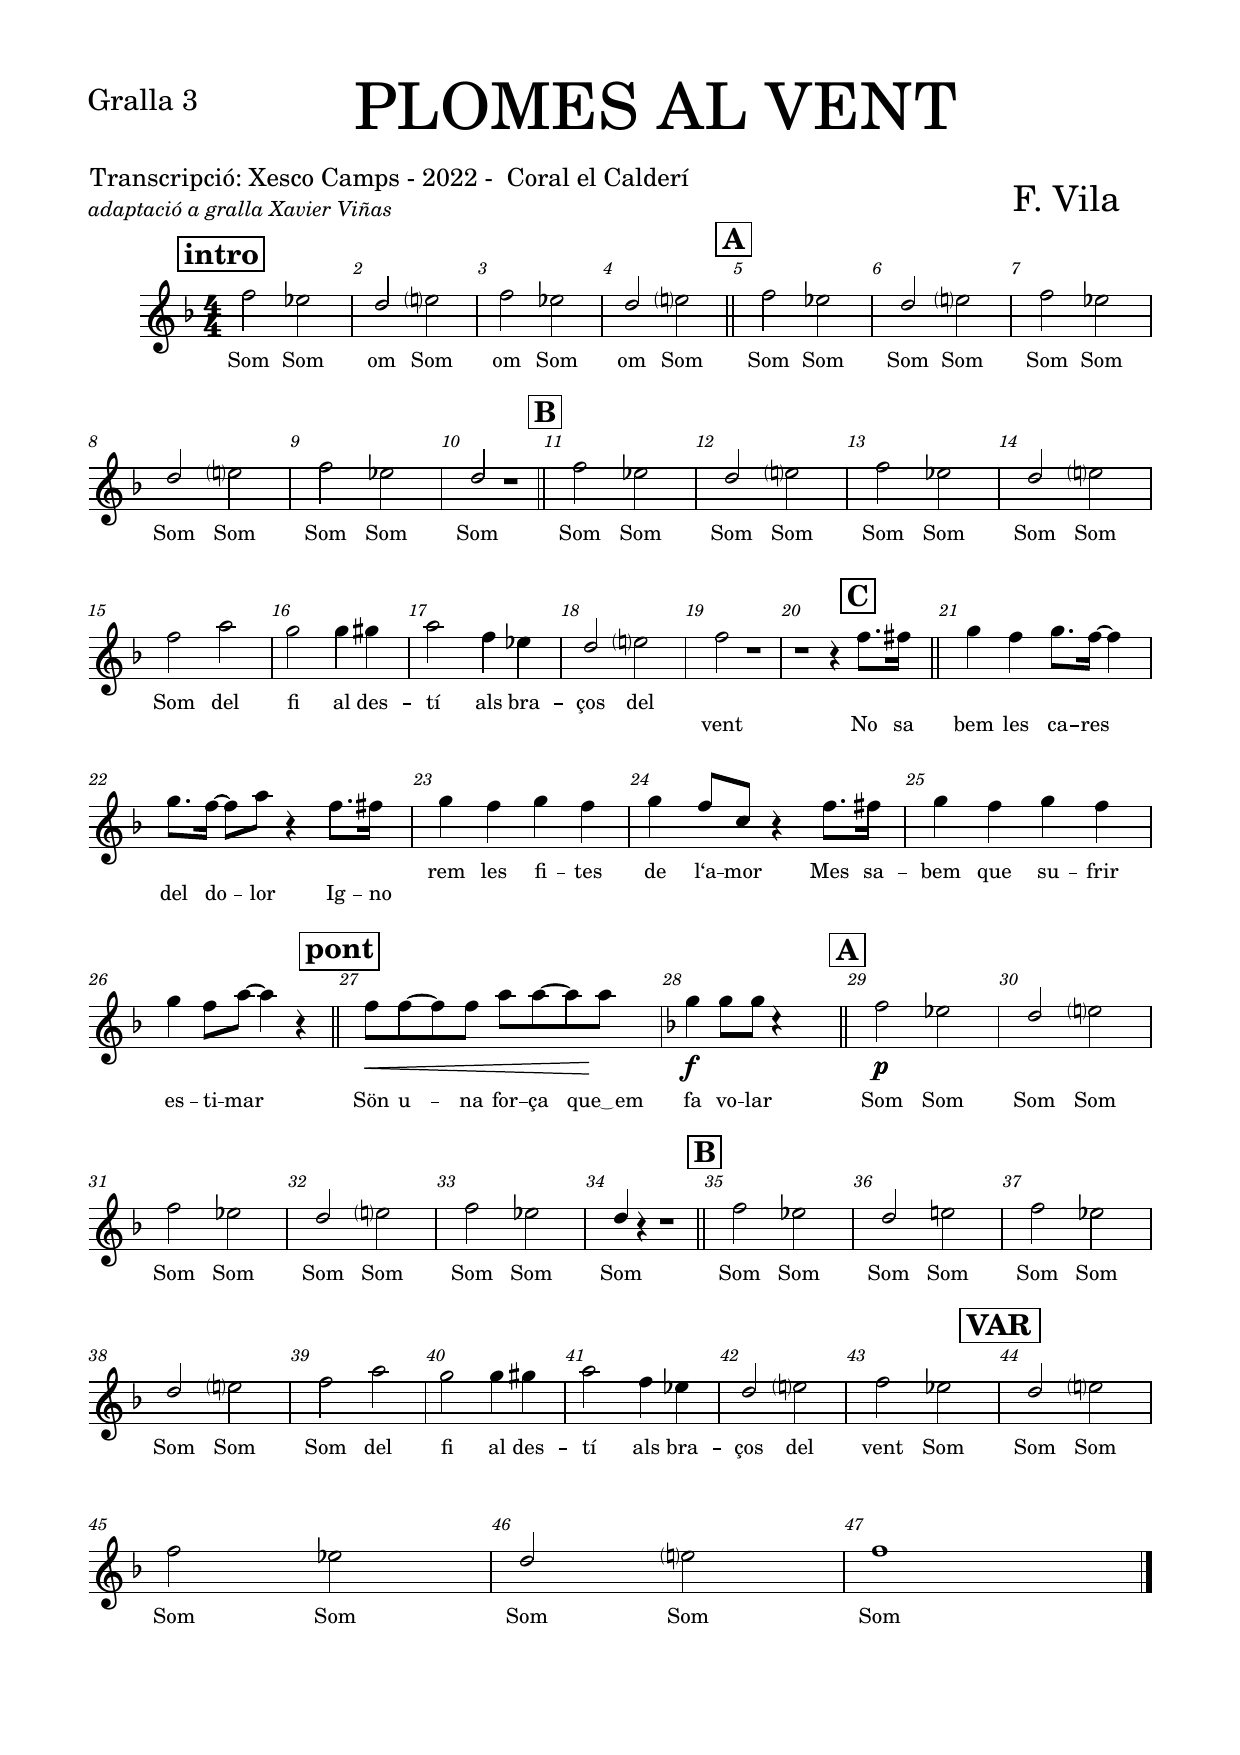 Gralla 3
PLOMES AL VENT
Transcripció: Xesco Camps - 2022 - Coral el Calderí
adaptació a gralla Xavier Viñas
F. Vila
intro
A
2 3 4 5 6 7
4
4
Som Som om Som om Som om Som Som Som Som Som Som Som
B
8 9 10 11 12 13 14
Som Som Som Som Som Som Som Som Som Som Som Som Som
C
15 16 17 18 19 20 21
Som del fi al des – tí als bra – ços del
vent No sa bem les ca – res
22 23 24 25
rem les fi – tes de l‘a – mor Mes sa – bem que su – frir
del do – lor Ig – no
pont A
26 27 28 29 30
f p
es – ti – mar Sön u – na for – ça que‿em fa vo – lar Som Som Som Som
B
31 32 33 34 35 36 37
Som Som Som Som Som Som Som Som Som Som Som Som Som
VAR
38 39 40 41 42 43 44
Som Som Som del fi al des – tí als bra – ços del vent Som Som Som
45 46 47
Som Som Som Som Som